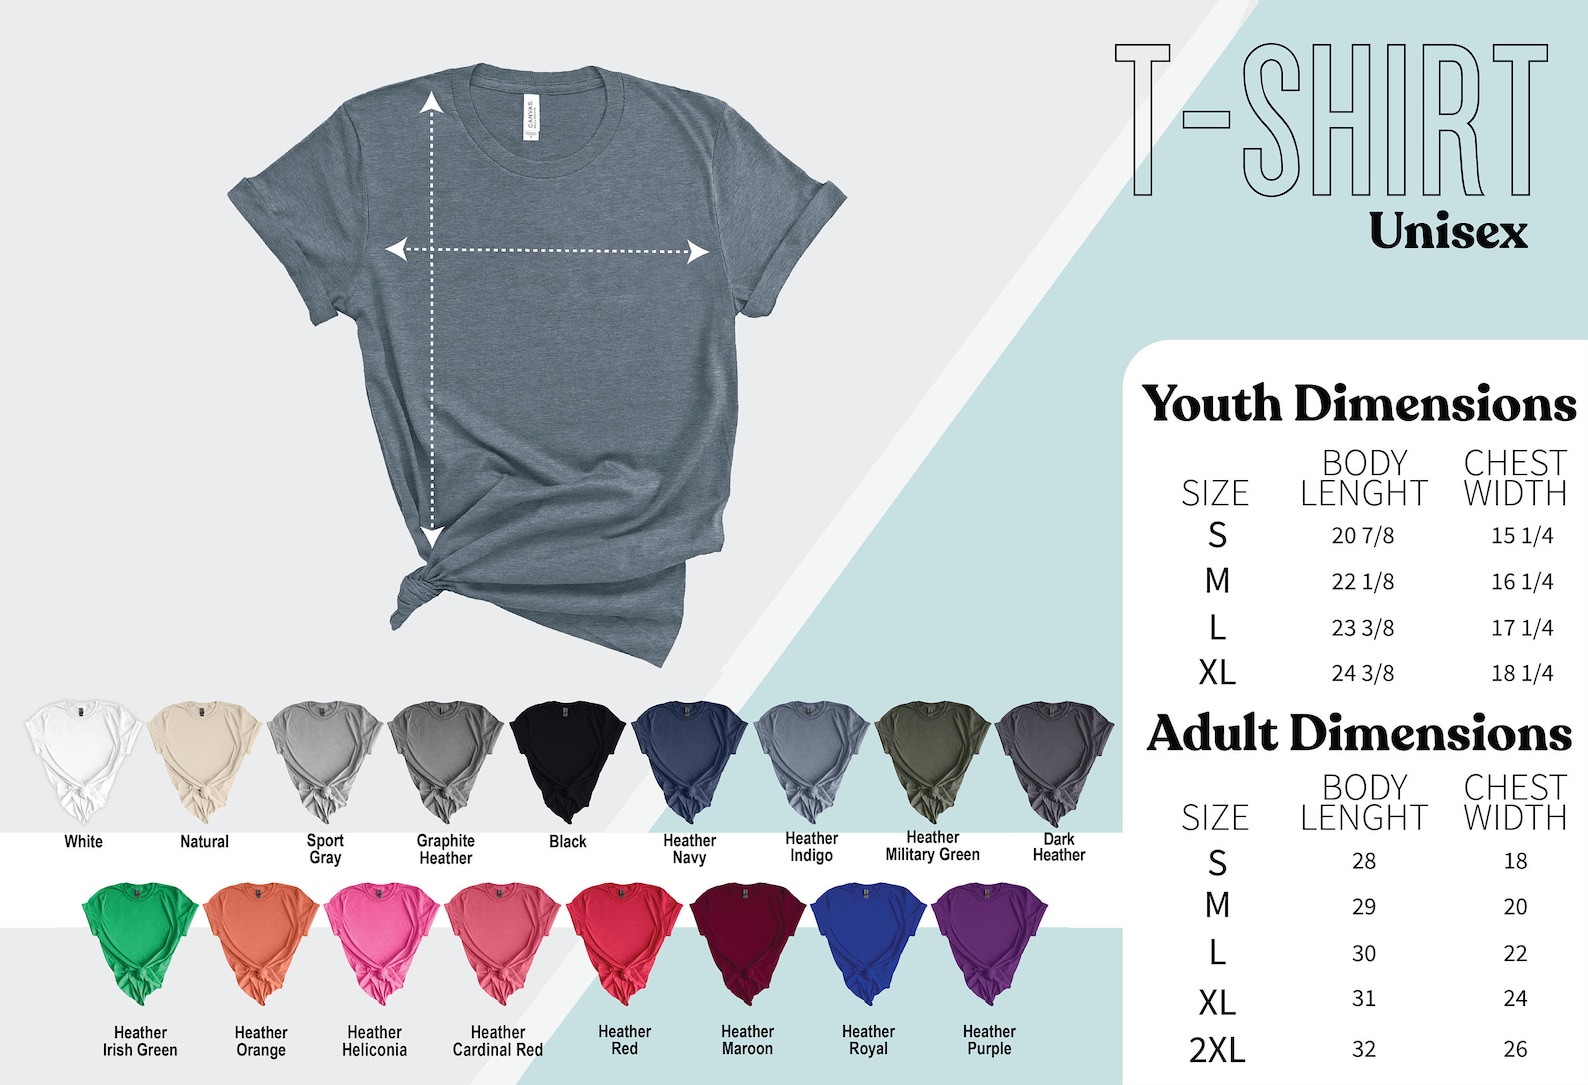 T-SHIRT
Unisex
CANVAS.
Youth Dimensions
SIZE BODY LENGHT CHEST WIDTH
S 20 7/8 15 1/4
M 22 1/8 16 1/4
L 23 3/8 17 1/4
XL 24 3/8 18 1/4
Adult Dimensions
SIZE BODY LENGHT CHEST WIDTH
S 28 18
M 29 20
L 30 22
XL 31 24
2XL 32 26
White
Natural
Sport
Gray
Graphite
Heather
Black
Heather
Navy
Heather
Indigo
Heather
Military Green
Dark
Heather
Heather
Irish Green
Heather
Orange
Heather
Heliconia
Heather
Cardinal Red
Heather
Red
Heather
Maroon
Heather
Royal
Heather
Purple